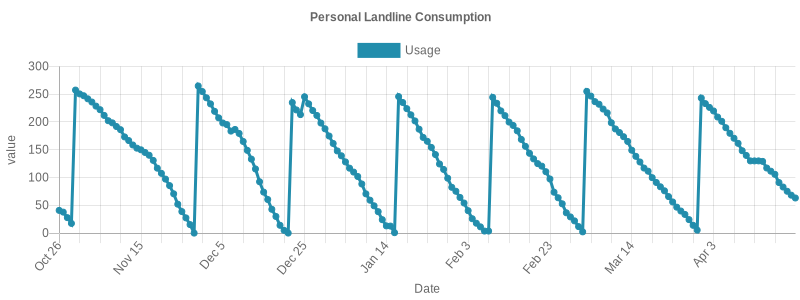 Personal Landline Consumption
Usage
300
250
200
150
100
50
0
value
Oct 26
Nov 15
Dec 5
Dec 25
Jan 14
Feb 3
Feb 23
Mar 14
Apr 3
Date